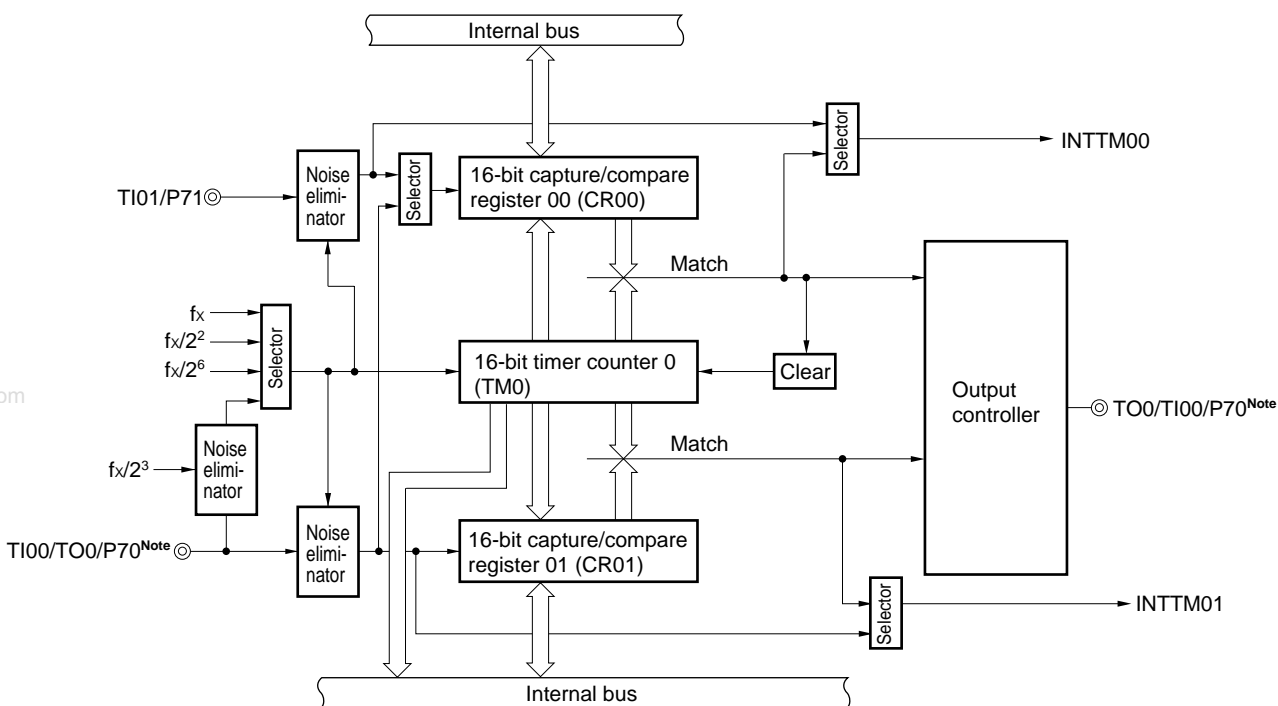 Internal bus
Selector
INTTM00
Noise
elimi-
nator
Selector
16-bit capture/compare
register 00 (CR00)
TI01/P71
Match
fX
fX/2²
fX/2⁶
Selector
16-bit timer counter 0
(TM0)
Clear
Output
controller
TO0/TI00/P70Note
om
fX/2³
Noise
elimi-
nator
Match
TI00/TO0/P70Note
Noise
elimi-
nator
16-bit capture/compare
register 01 (CR01)
Selector
INTTM01
Internal bus